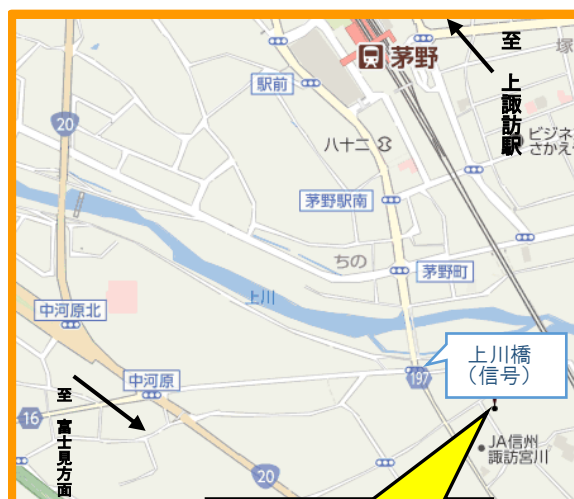 茅野
至 上諏訪駅
塚
駅前
20
八十二
ビジネ
さかえ
茅野駅南
ちの
茅野町
上川
中河原北
上川橋
（信号）
中河原
197
至 富士見方面
16
JA信州
諏訪宮川
20